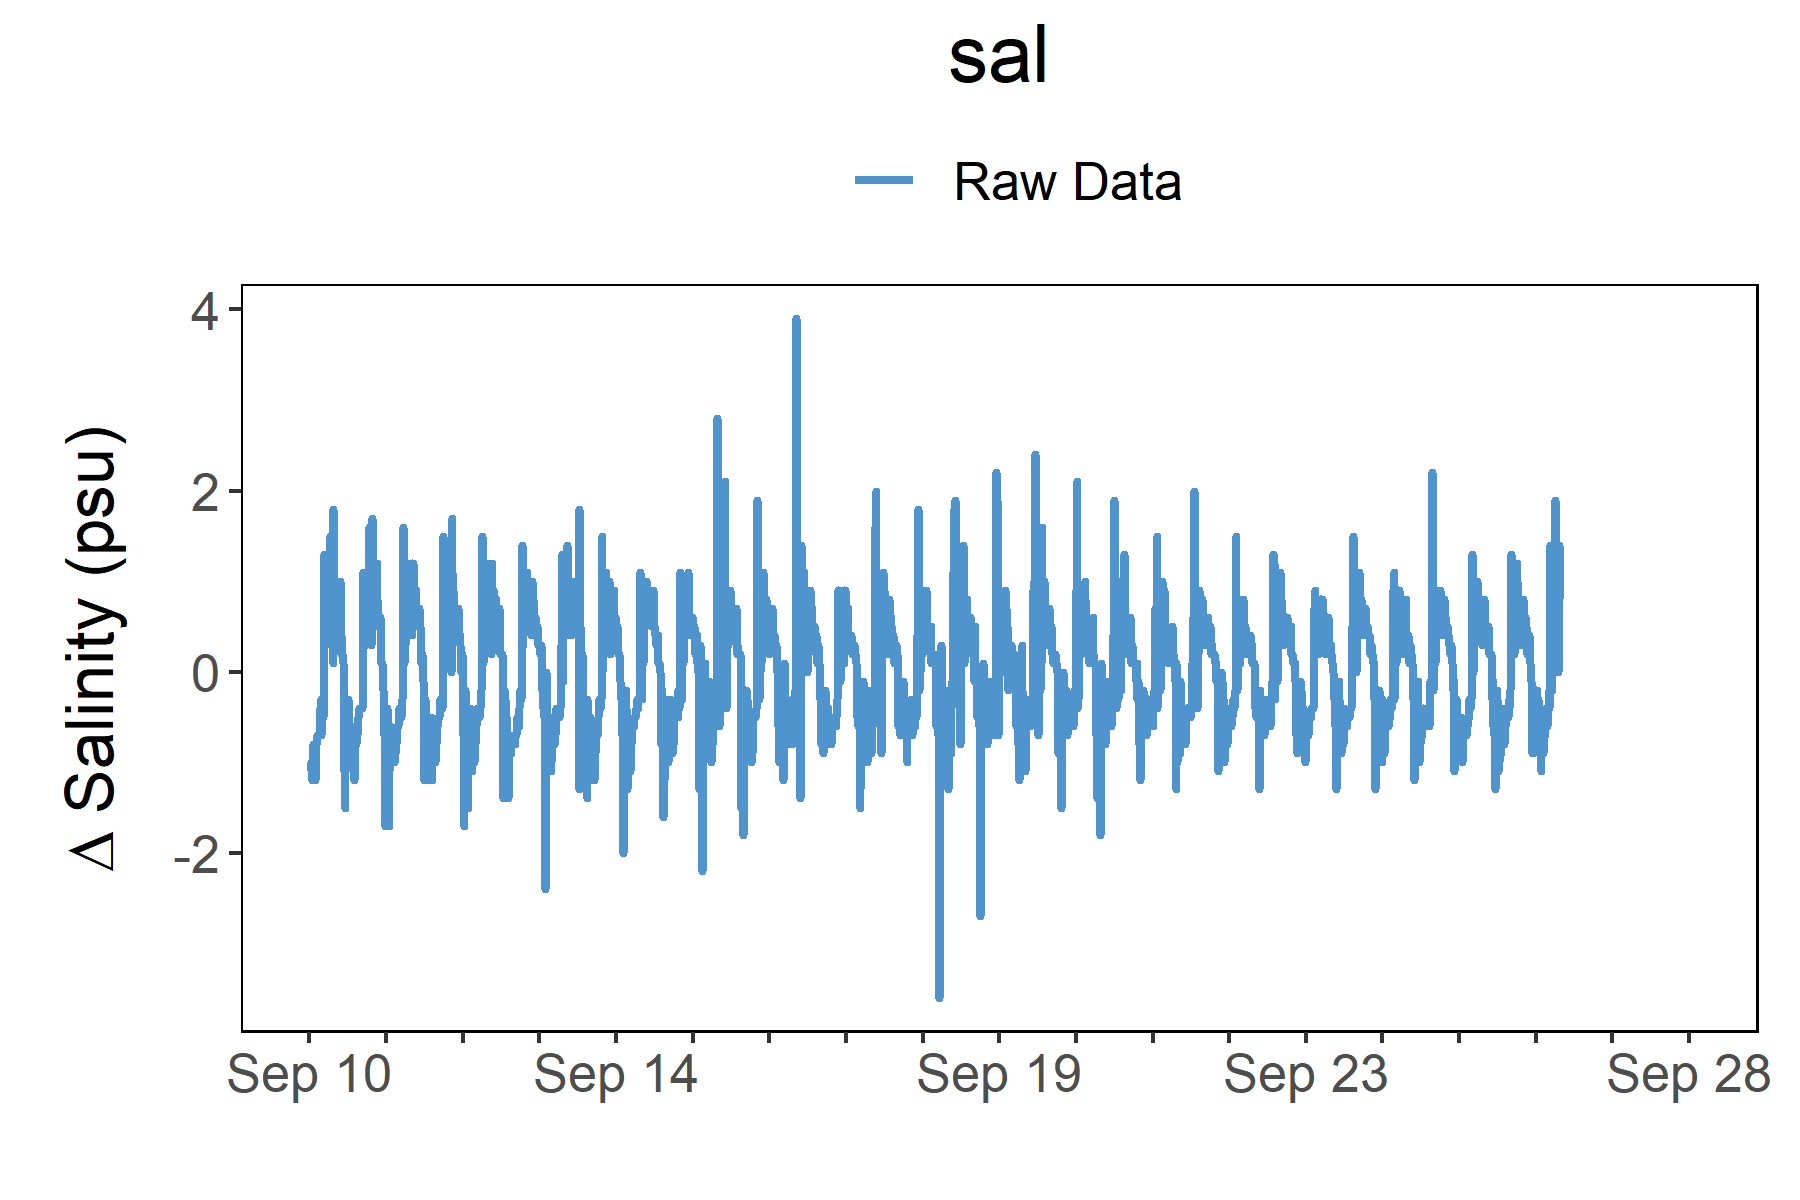 sal
Raw Data
Δ Salinity (psu)
4
2
0
-2
Sep 10 Sep 14 Sep 19 Sep 23 Sep 28